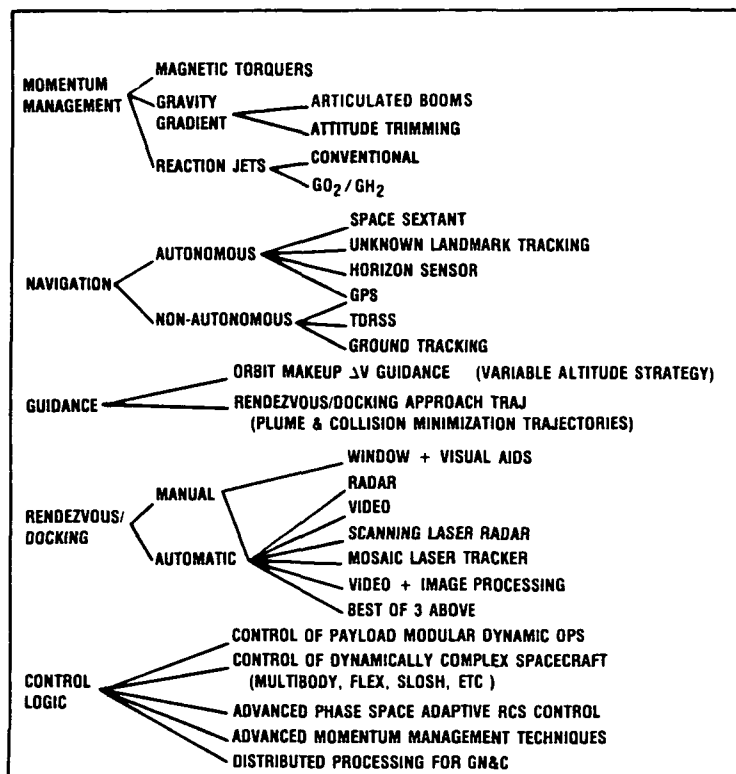 MAGNETIC TORQUERS
MOMENTUM
MANAGEMENT
GRAVITY
GRADIENT
ARTICULATED BOOMS
ATTITUDE TRIMMING
REACTION JETS
CONVENTIONAL
GO2/GH2
SPACE SEXTANT
AUTONOMOUS
UNKNOWN LANDMARK TRACKING
HORIZON SENSOR
NAVIGATION
GPS
NON-AUTONOMOUS
TDRSS
GROUND TRACKING
ORBIT MAKEUP ΔV GUIDANCE (VARIABLE ALTITUDE STRATEGY)
GUIDANCE
RENDEZVOUS/DOCKING APPROACH TRAJ
(PLUME & COLLISION MINIMIZATION TRAJECTORIES)
WINDOW + VISUAL AIDS
MANUAL
RADAR
VIDEO
RENDEZVOUS/
DOCKING
SCANNING LASER RADAR
AUTOMATIC
MOSAIC LASER TRACKER
VIDEO + IMAGE PROCESSING
BEST OF 3 ABOVE
CONTROL OF PAYLOAD MODULAR DYNAMIC OPS
CONTROL OF DYNAMICALLY COMPLEX SPACECRAFT
(MULTIBODY, FLEX, SLOSH, ETC )
CONTROL
LOGIC
ADVANCED PHASE SPACE ADAPTIVE RCS CONTROL
ADVANCED MOMENTUM MANAGEMENT TECHNIQUES
DISTRIBUTED PROCESSING FOR GN&C